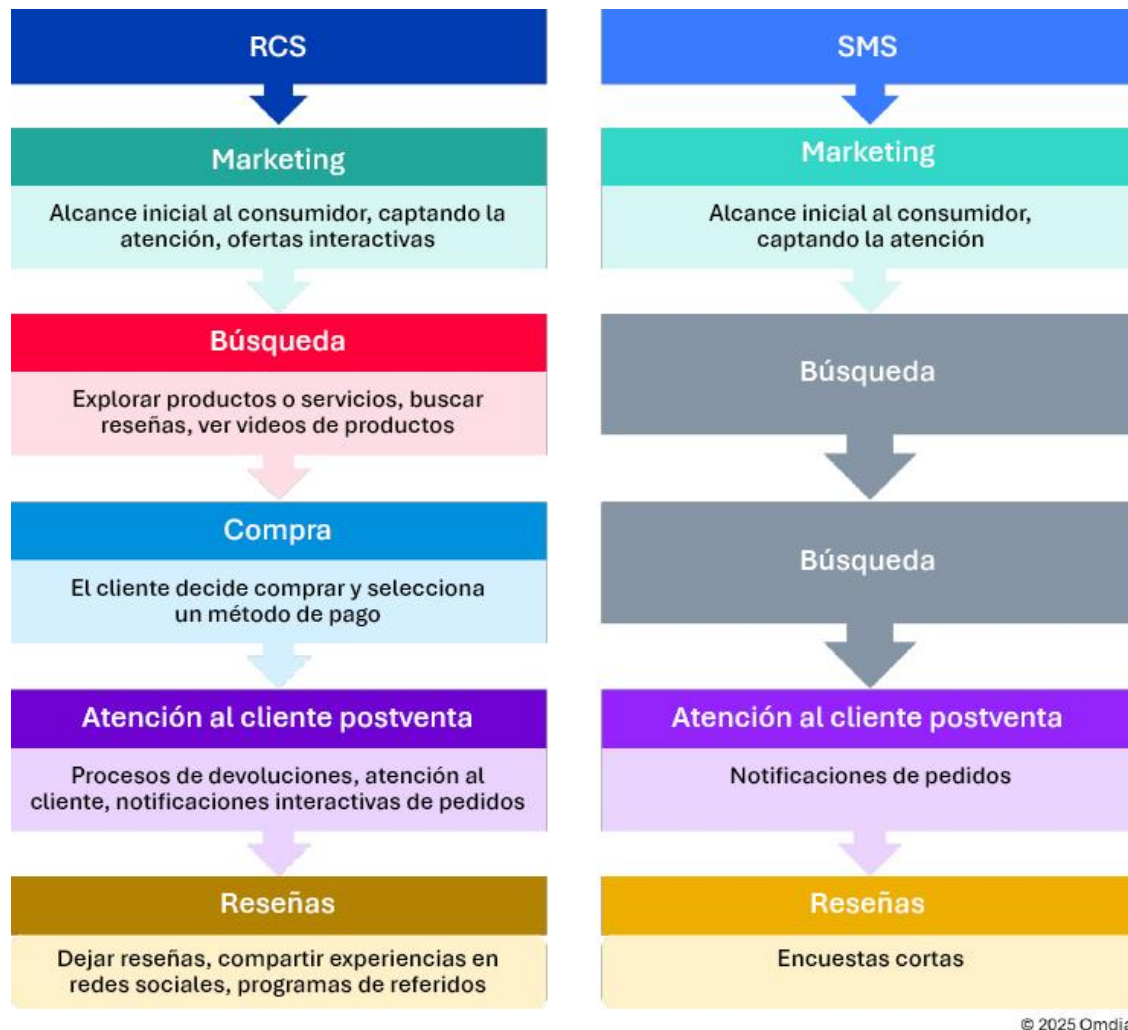 RCS
Marketing
Alcance inicial al consumidor, captando la
atención, ofertas interactivas
Búsqueda
Explorar productos o servicios, buscar
reseñas, ver videos de productos
Compra
El cliente decide comprar y selecciona
un método de pago
Atención al cliente postventa
Procesos de devoluciones, atención al
cliente, notificaciones interactivas de pedidos
Reseñas
Dejar reseñas, compartir experiencias en
redes sociales, programas de referidos
SMS
Marketing
Alcance inicial al consumidor,
captando la atención
Búsqueda
Búsqueda
Atención al cliente postventa
Notificaciones de pedidos
Reseñas
Encuestas cortas
© 2025 Omdia